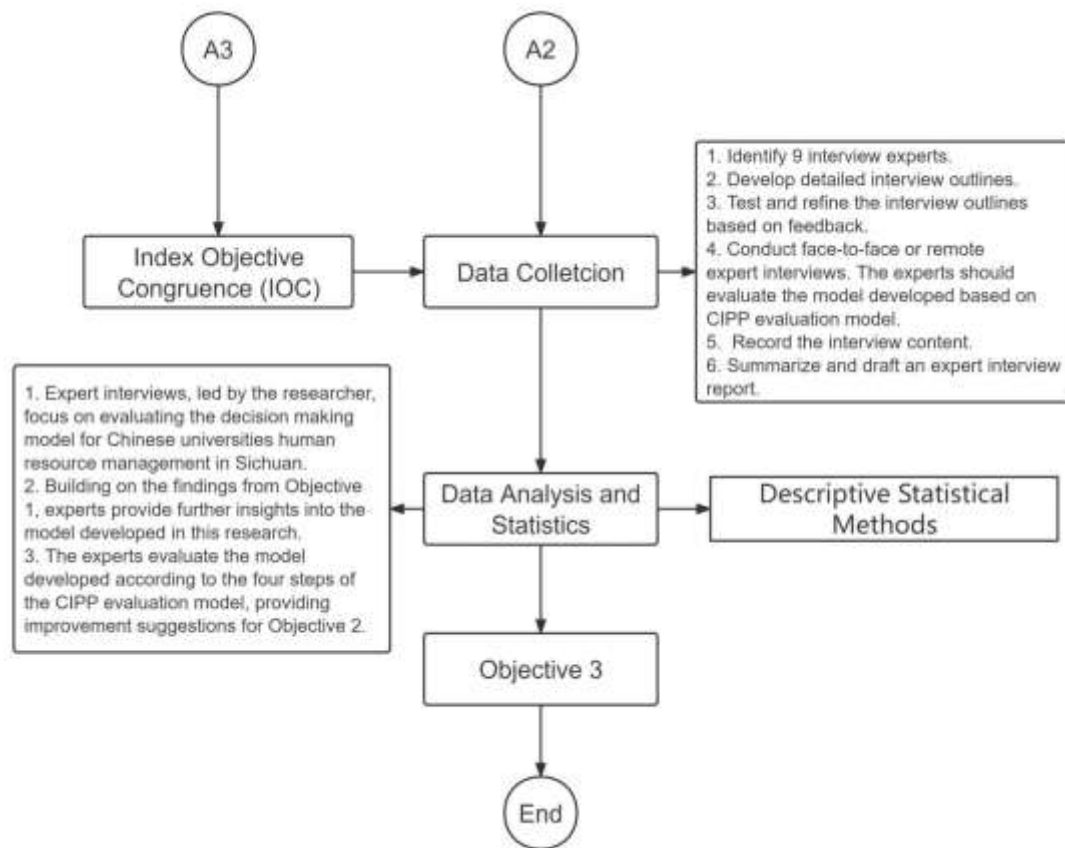 A3
A2
1. Identify 9 interview experts.
2. Develop detailed interview outlines.
3. Test and refine the interview outlines
based on feedback.
4. Conduct face-to-face or remote
expert interviews. The experts should
evaluate the model developed based on
CIPP evaluation model.
5. Record the interview content.
6. Summarize and draft an expert interview
report.
Index Objective
Congruence (IOC)
Data Colletcion
1. Expert interviews, led by the researcher,
focus on evaluating the decision making
model for Chinese universities human
resource management in Sichuan.
2. Building on the findings from Objective
1, experts provide further insights into the
model developed in this research.
3. The experts evaluate the model
developed according to the four steps of
the CIPP evaluation model, providing
improvement suggestions for Objective 2.
Data Analysis and
Statistics
Descriptive Statistical
Methods
Objective 3
End